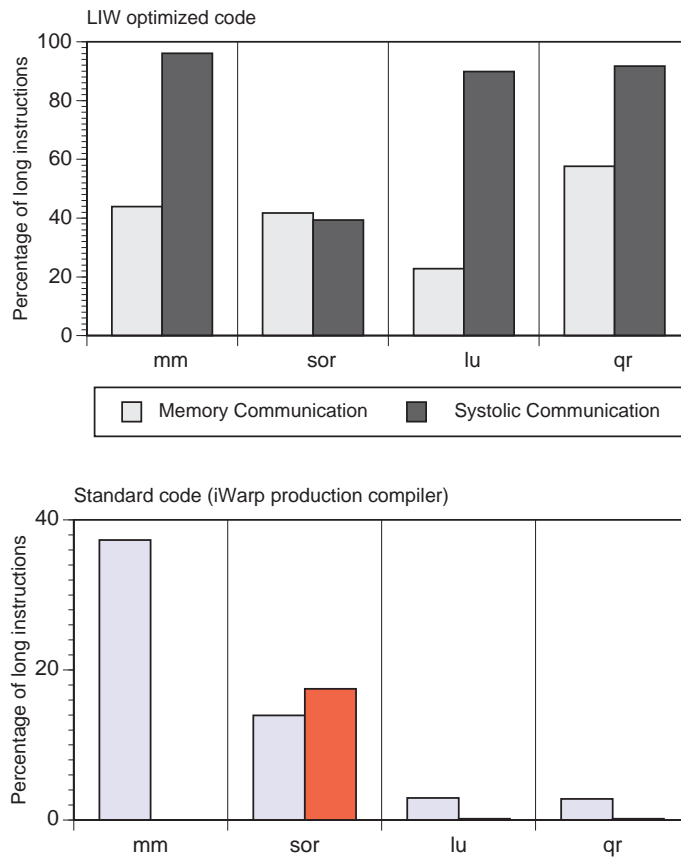 LIW optimized code
Percentage of long instructions
100
80
60
40
20
0
mm sor lu qr
Memory Communication Systolic Communication
Standard code (iWarp production compiler)
Percentage of long instructions
40
20
0
mm sor lu qr